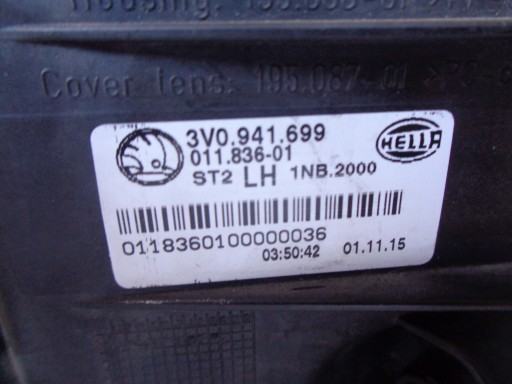 Cover lens: 195.087-01
3V0.941.699
011.836-01
HELLA
ST2 LH 1NB.2000
0118360100000036
03:50:42 01.11.15